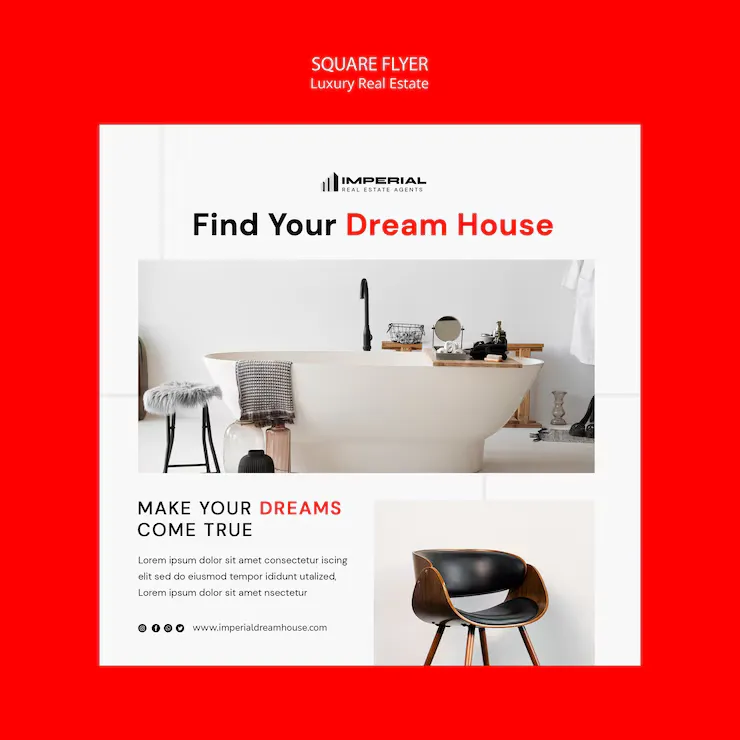 SQUARE FLYER
Luxury Real Estate
IMPERIAL
REAL ESTATE AGENTS
Find Your Dream House
MAKE YOUR DREAMS
COME TRUE
Lorem ipsum dolor sit amet consectetur iscing
elit sed do eiusmod tempor ididunt utalized,
Lorem ipsum dolor sit amet nsectetur
www.imperialdreamhouse.com